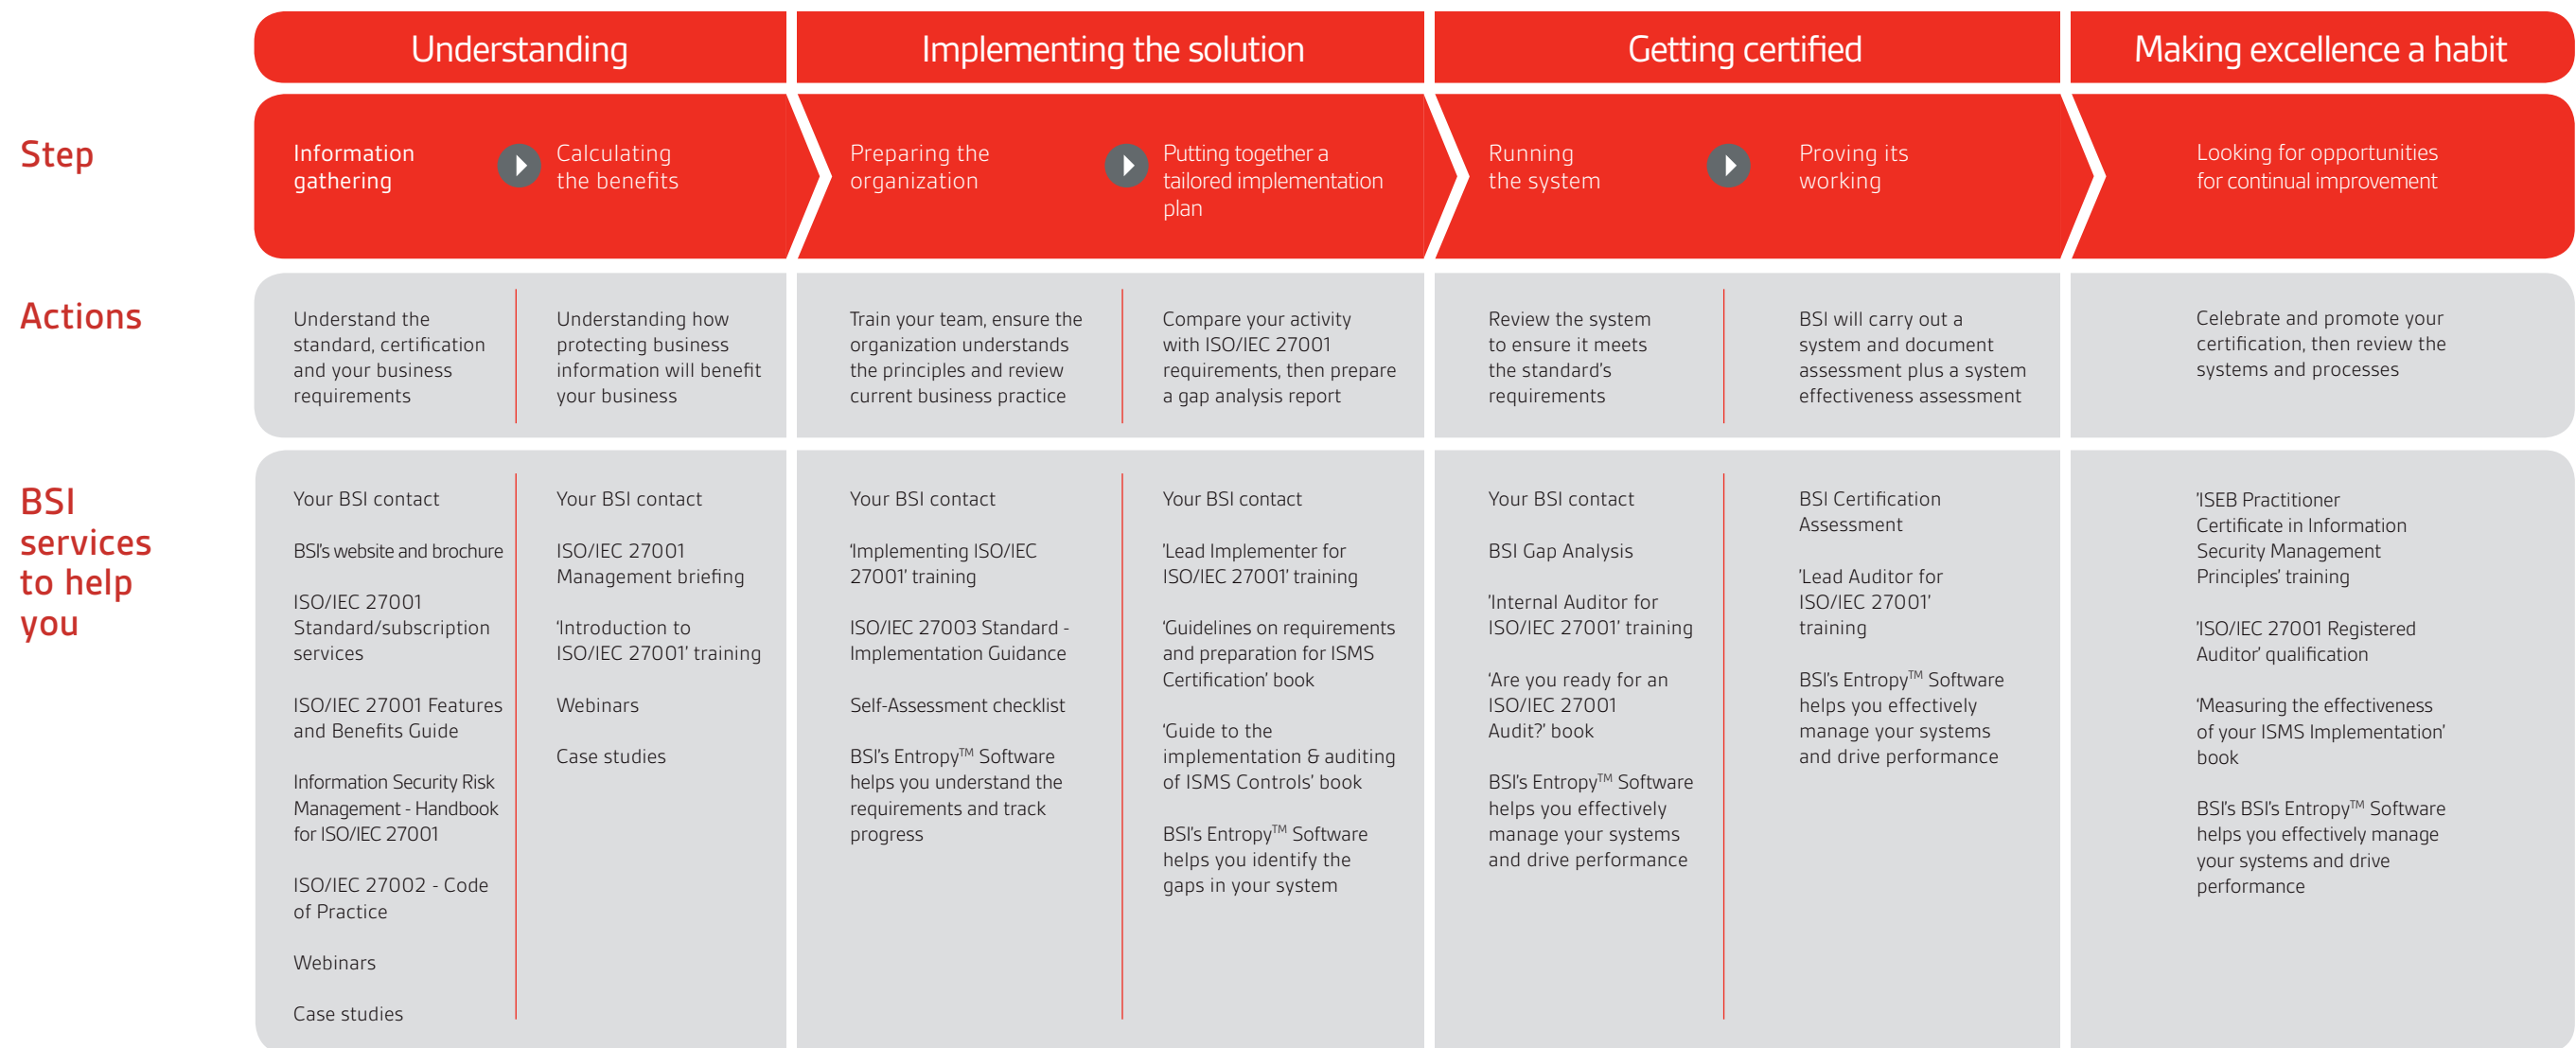 Understanding
Implementing the solution
Getting certified
Making excellence a habit
Step
Information
gathering
Calculating
the benefits
Preparing the
organization
Putting together a
tailored implementation
plan
Running
the system
Proving its
working
Looking for opportunities
for continual improvement
Actions
Understand the
standard, certification
and your business
requirements
Understanding how
protecting business
information will benefit
your business
Train your team, ensure the
organization understands
the principles and review
current business practice
Compare your activity
with ISO/IEC 27001
requirements, then prepare
a gap analysis report
Review the system
to ensure it meets
the standard's
requirements
BSI will carry out a
system and document
assessment plus a system
effectiveness assessment
Celebrate and promote your
certification, then review the
systems and processes
BSI
services
to help
you
Your BSI contact
BSI's website and brochure
ISO/IEC 27001
Standard/subscription
services
ISO/IEC 27001 Features
and Benefits Guide
Information Security Risk
Management - Handbook
for ISO/IEC 27001
ISO/IEC 27002 - Code
of Practice
Webinars
Case studies
Your BSI contact
ISO/IEC 27001
Management briefing
‘Introduction to
ISO/IEC 27001’ training
Webinars
Case studies
Your BSI contact
‘Implementing ISO/IEC
27001’ training
ISO/IEC 27003 Standard -
Implementation Guidance
Self-Assessment checklist
BSI's Entropy™ Software
helps you understand the
requirements and track
progress
Your BSI contact
’Lead Implementer for
ISO/IEC 27001’ training
‘Guidelines on requirements
and preparation for ISMS
Certification’ book
‘Guide to the
implementation & auditing
of ISMS Controls’ book
BSI's Entropy™ Software
helps you identify the
gaps in your system
Your BSI contact
BSI Gap Analysis
’Internal Auditor for
ISO/IEC 27001’ training
‘Are you ready for an
ISO/IEC 27001
Audit?’ book
BSI's Entropy™ Software
helps you effectively
manage your systems
and drive performance
BSI Certification
Assessment
’Lead Auditor for
ISO/IEC 27001’
training
BSI's Entropy™ Software
helps you effectively
manage your systems
and drive performance
’ISEB Practitioner
Certificate in Information
Security Management
Principles’ training
’ISO/IEC 27001 Registered
Auditor’ qualification
‘Measuring the effectiveness
of your ISMS Implementation’
book
BSI's BSI's Entropy™ Software
helps you effectively manage
your systems and drive
performance